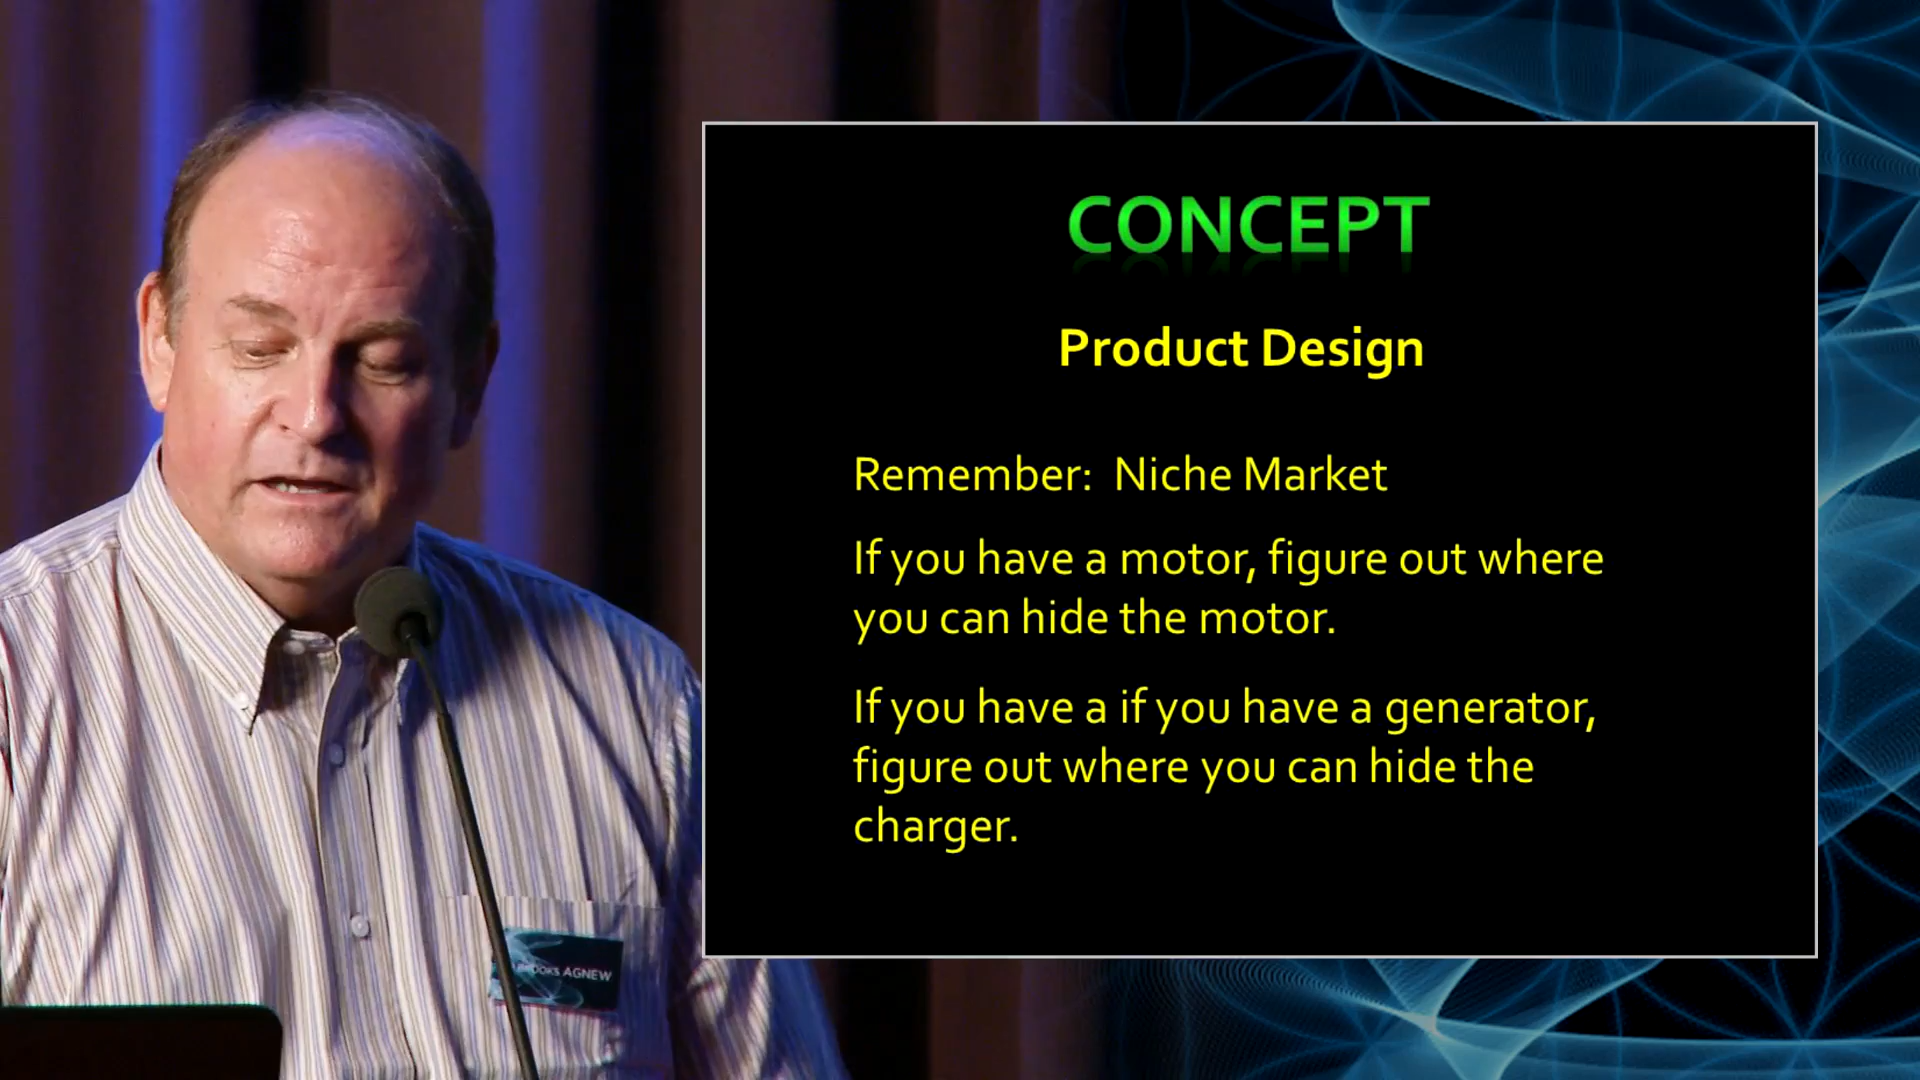 CONCEPT
Product Design
Remember:  Niche Market
If you have a motor, figure out where
you can hide the motor.
If you have a if you have a generator,
figure out where you can hide the
charger.
BROOKS AGNEW